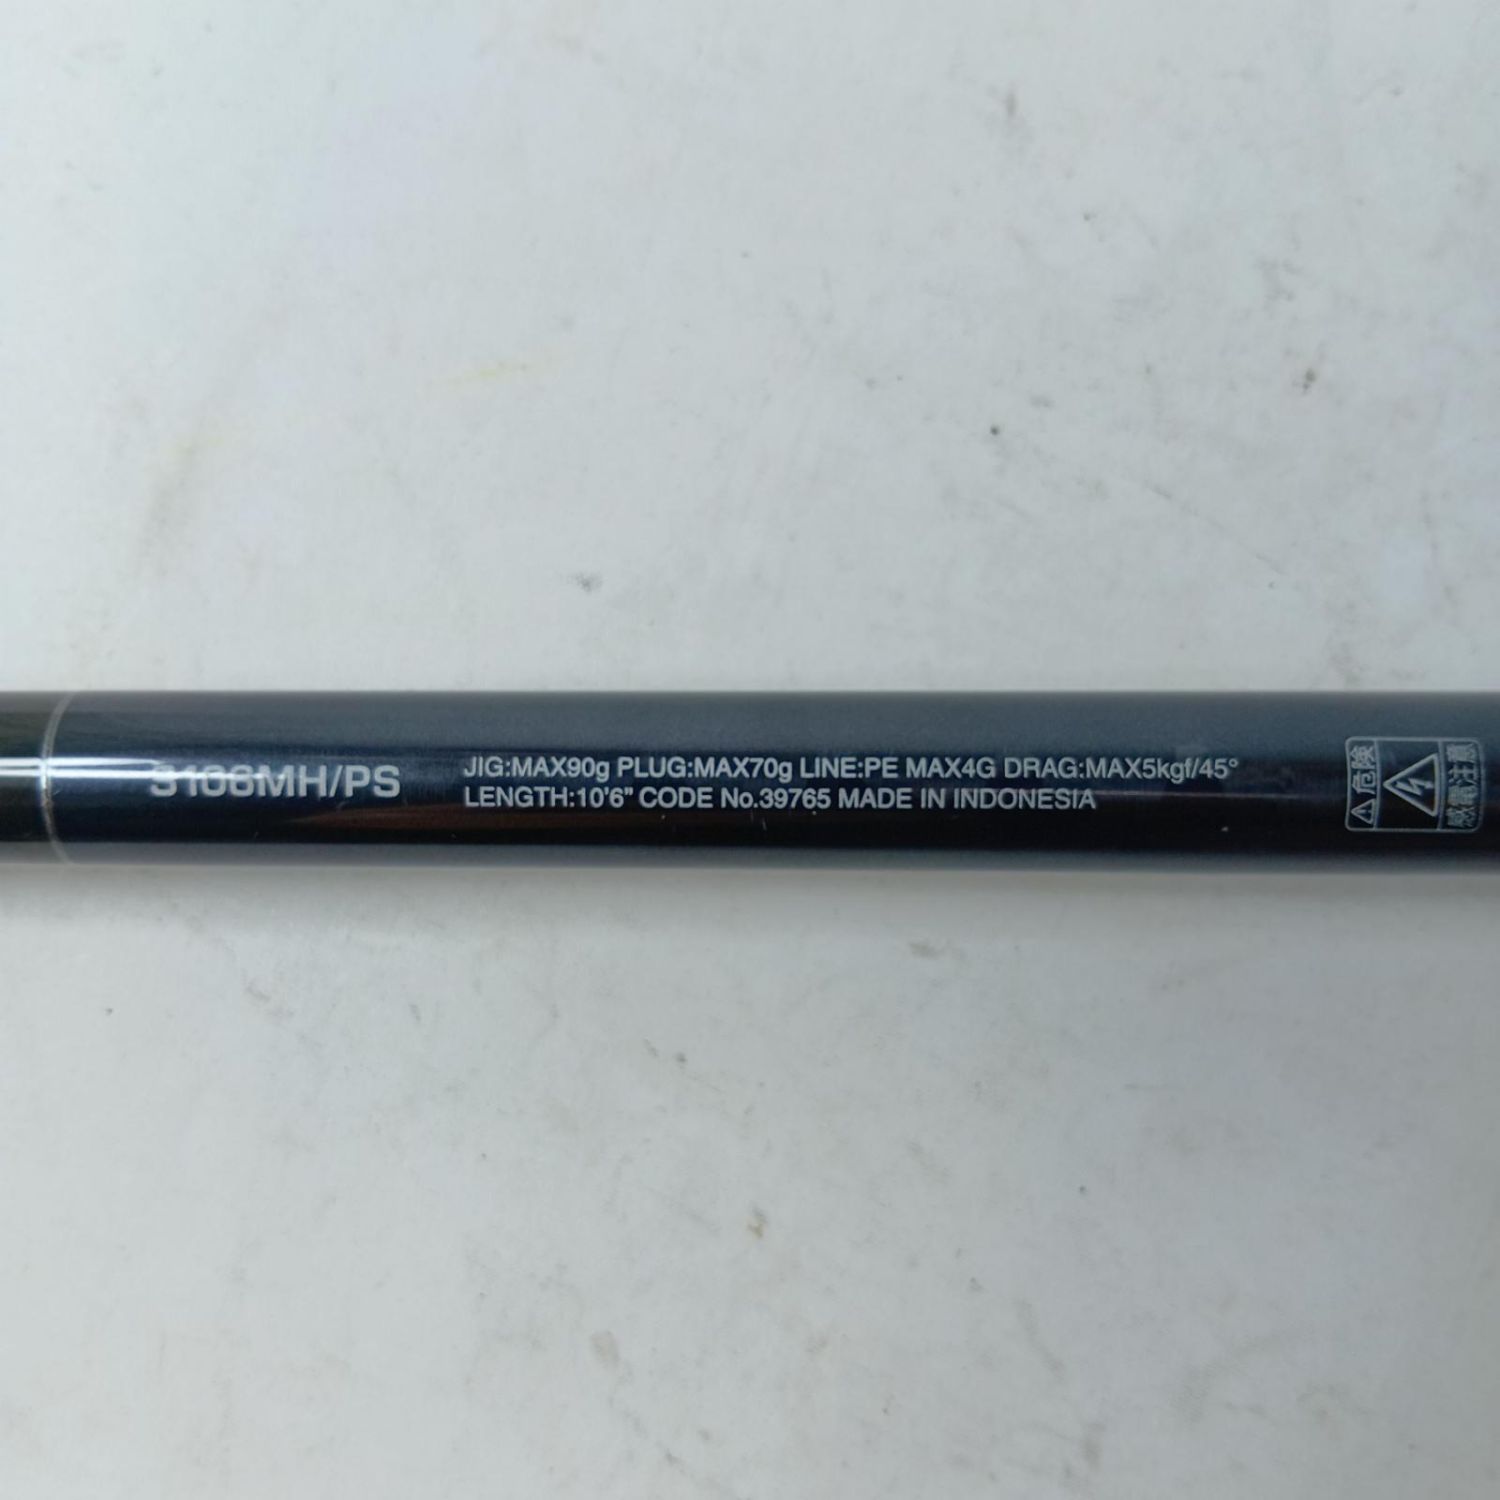 S106MH/PS
JIG:MAX90g PLUG:MAX70g LINE:PE MAX4G DRAG:MAX5kgf/45°
LENGTH:10'6" CODE No.39765 MADE IN INDONESIA
⚠危険
感電注意